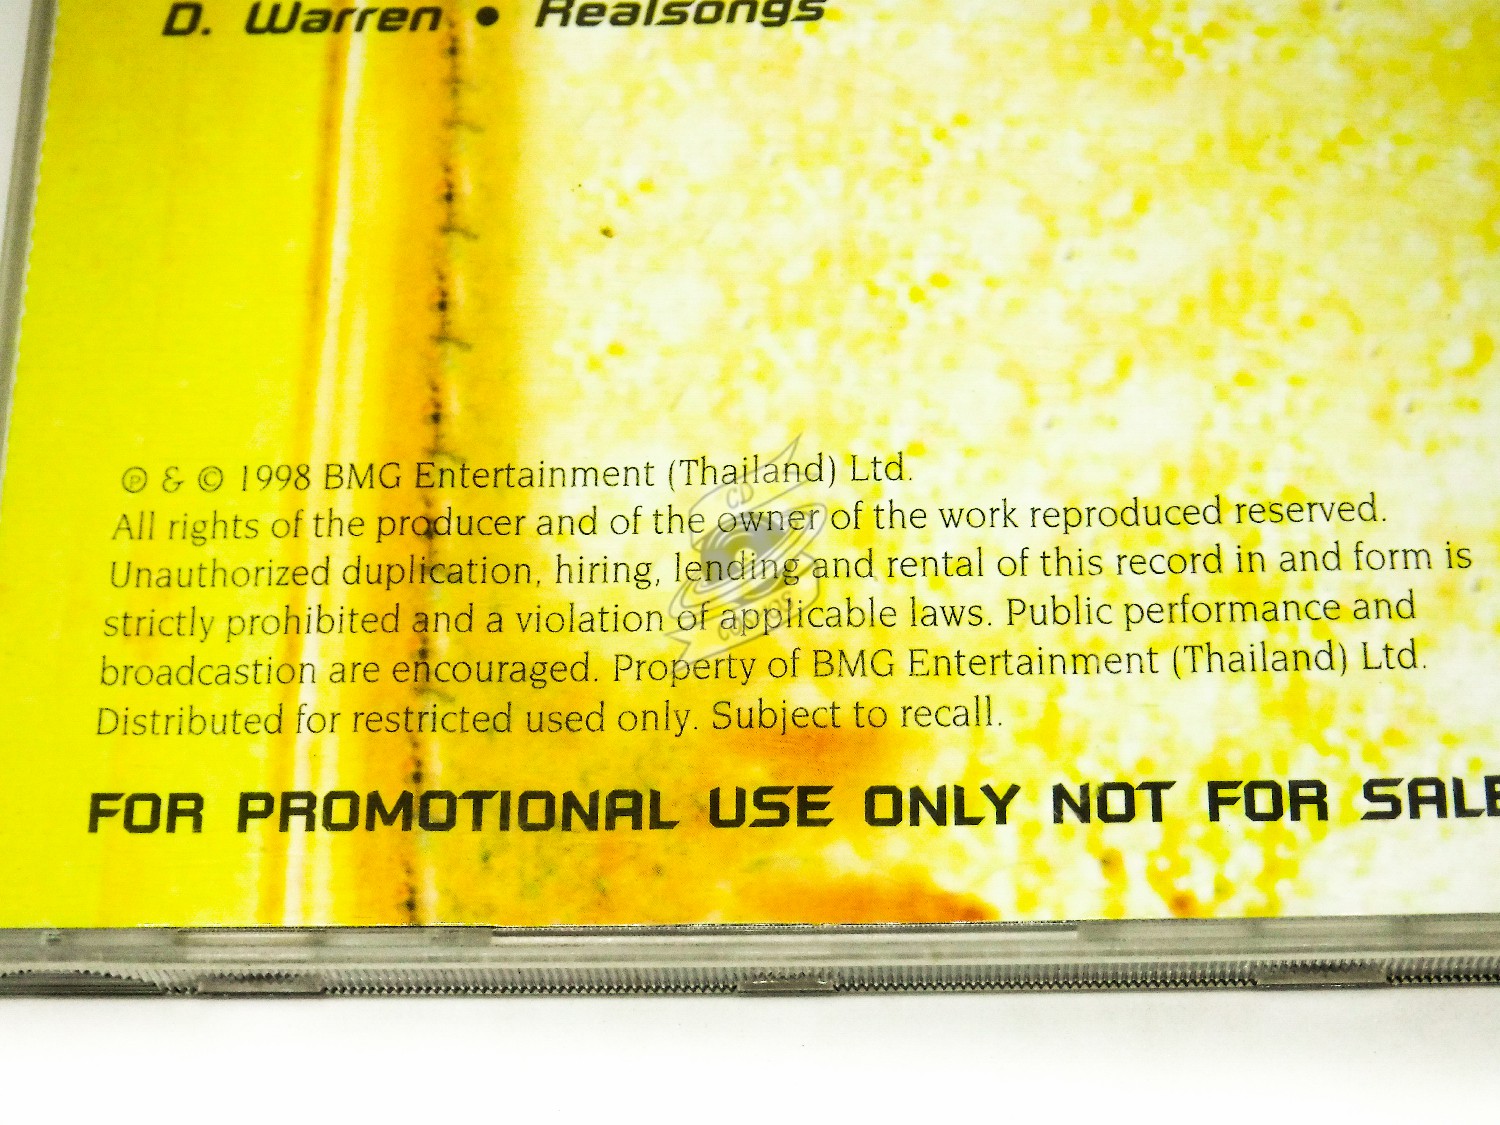 D. Warren • Realsongs
℗ & © 1998 BMG Entertainment (Thailand) Ltd.
All rights of the producer and of the owner of the work reproduced reserved.
Unauthorized duplication, hiring, lending and rental of this record in and form is
strictly prohibited and a violation of applicable laws. Public performance and
broadcastion are encouraged. Property of BMG Entertainment (Thailand) Ltd.
Distributed for restricted used only. Subject to recall.
FOR PROMOTIONAL USE ONLY NOT FOR SALE
CD